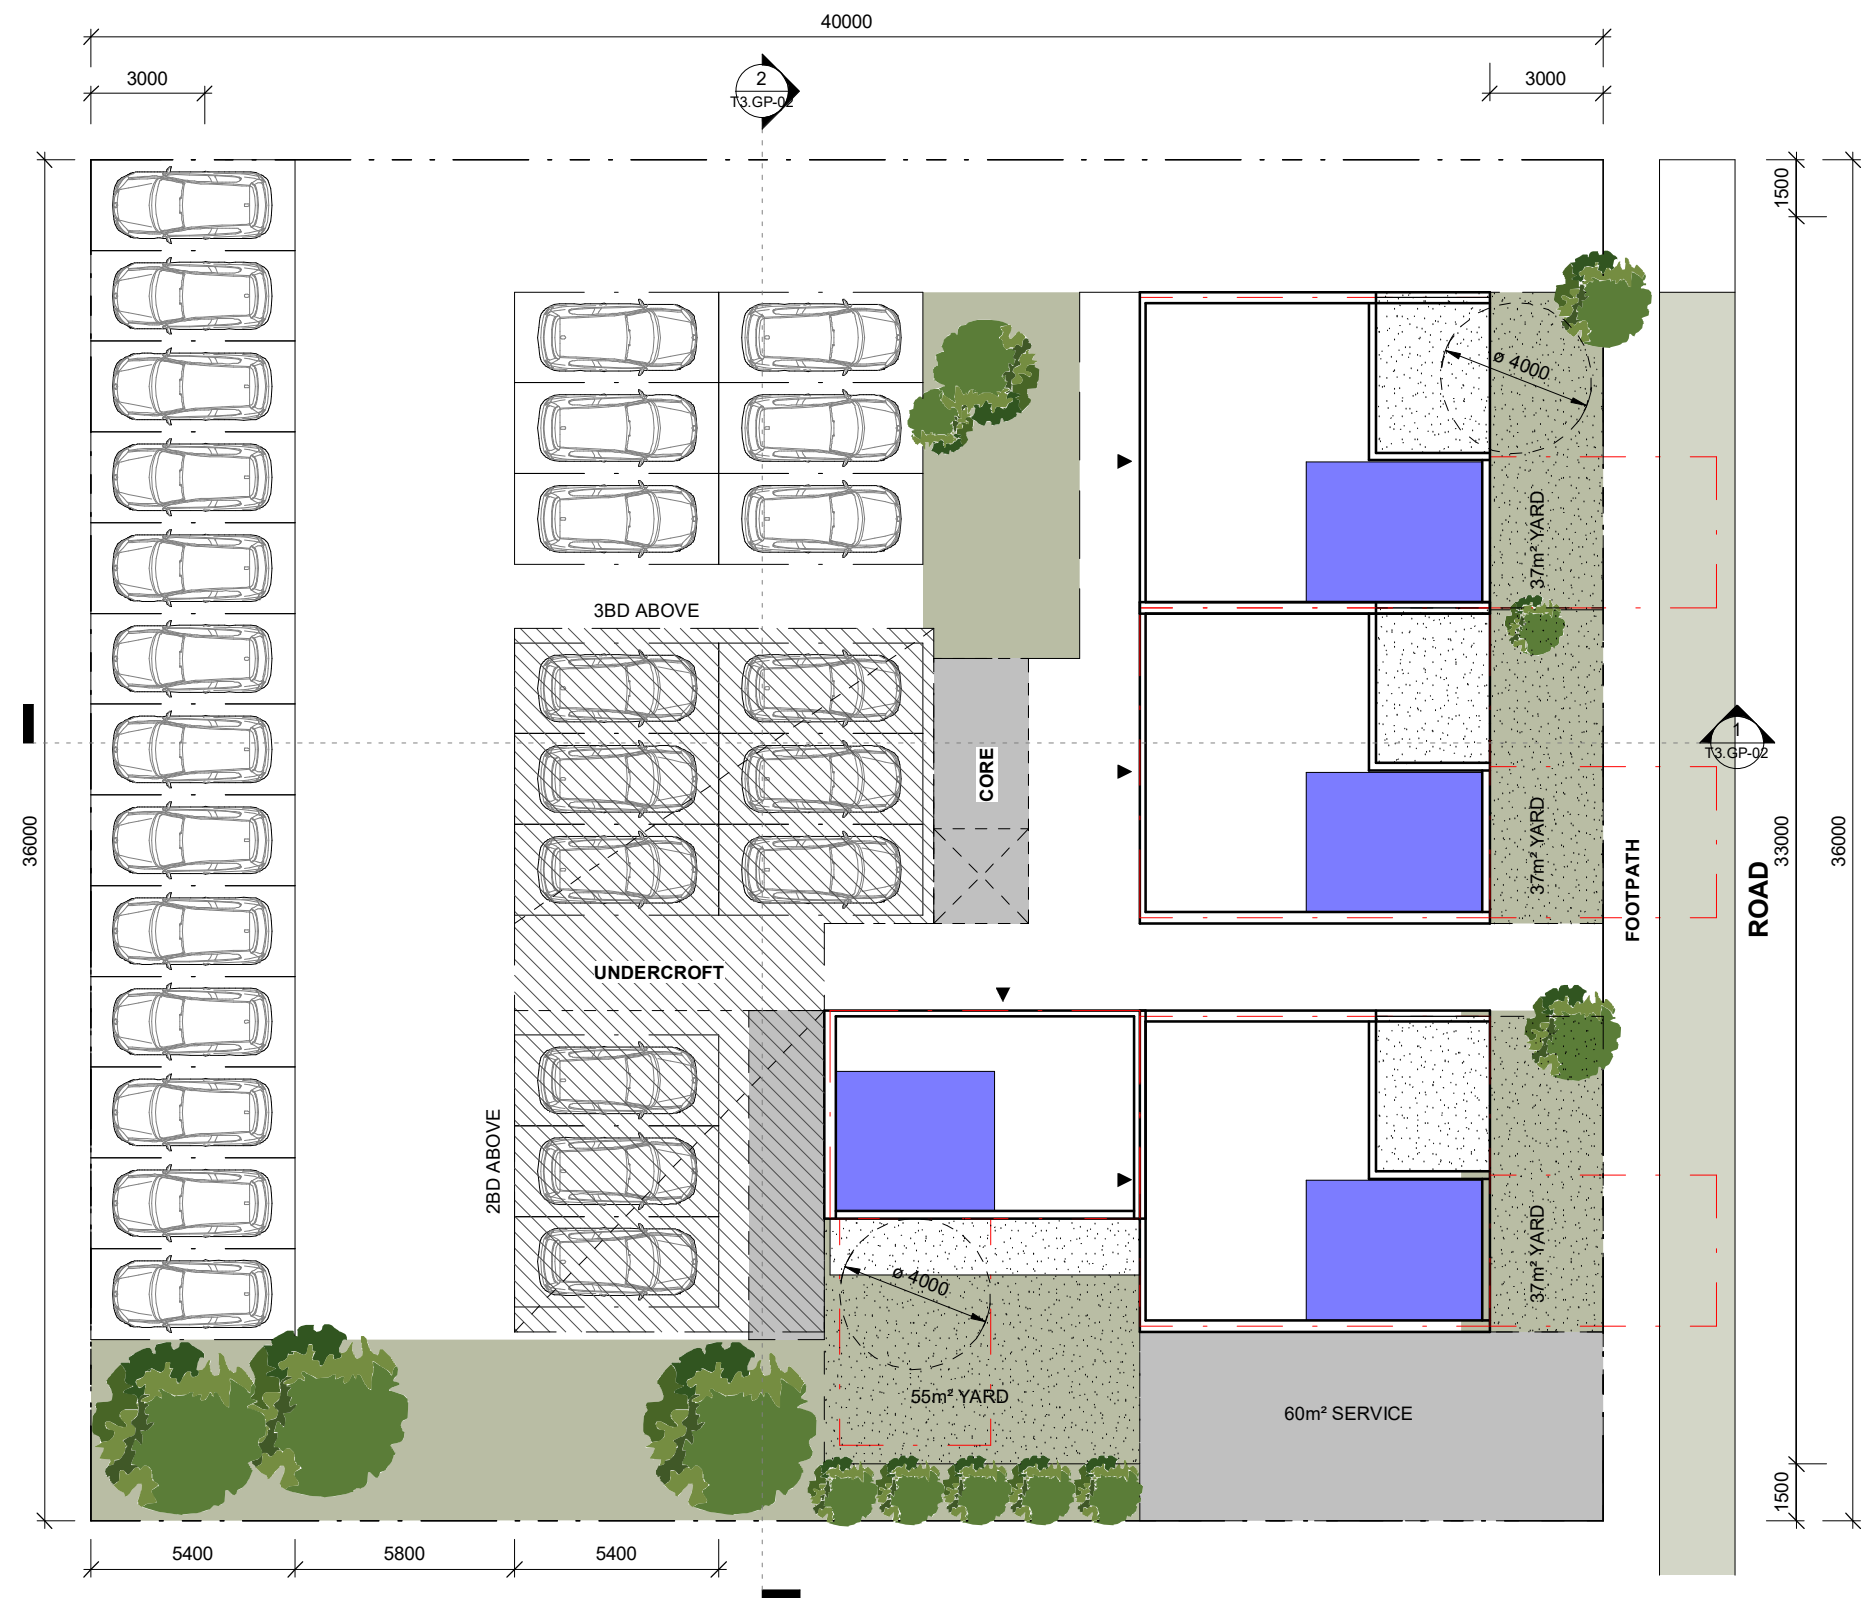 40000
3000
2
T3.GP-02
3000
1500
ø 4000
37m² YARD
3BD ABOVE
CORE
1
T3.GP-02
36000
37m² YARD
FOOTPATH
ROAD
33000
36000
UNDERCROFT
2BD ABOVE
ø 4000
37m² YARD
55m² YARD
60m² SERVICE
1500
5400
5800
5400